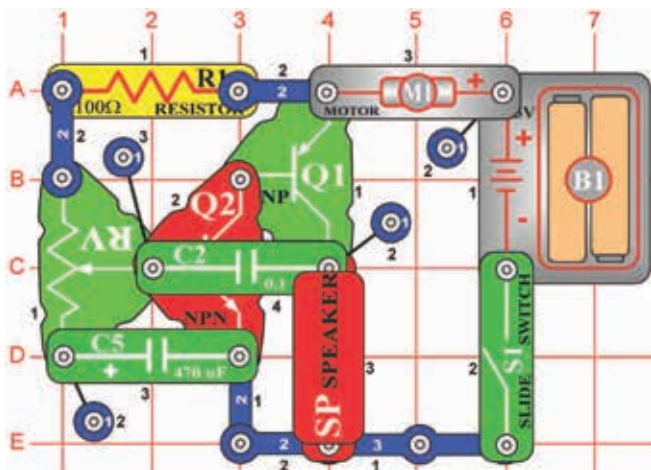 1 2 3 4 5 6 7
A
B
C
D
E
1
R1
100Ω
RESISTOR
2
2
3
MOTOR
M1
+
3V
2
2
3
1
2
1
Q2
2
NP
Q1
1
2
1
1
+
-
B1
RV
1
C2
0.1
4
1
2
NPN
C5
+
470 uF
3
1
2
2
1
SP SPEAKER
3
2
S1
SLIDE SWITCH
2
2
3
1